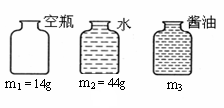 空瓶 水 酱油
m₁ = 14g m₂ = 44g m₃